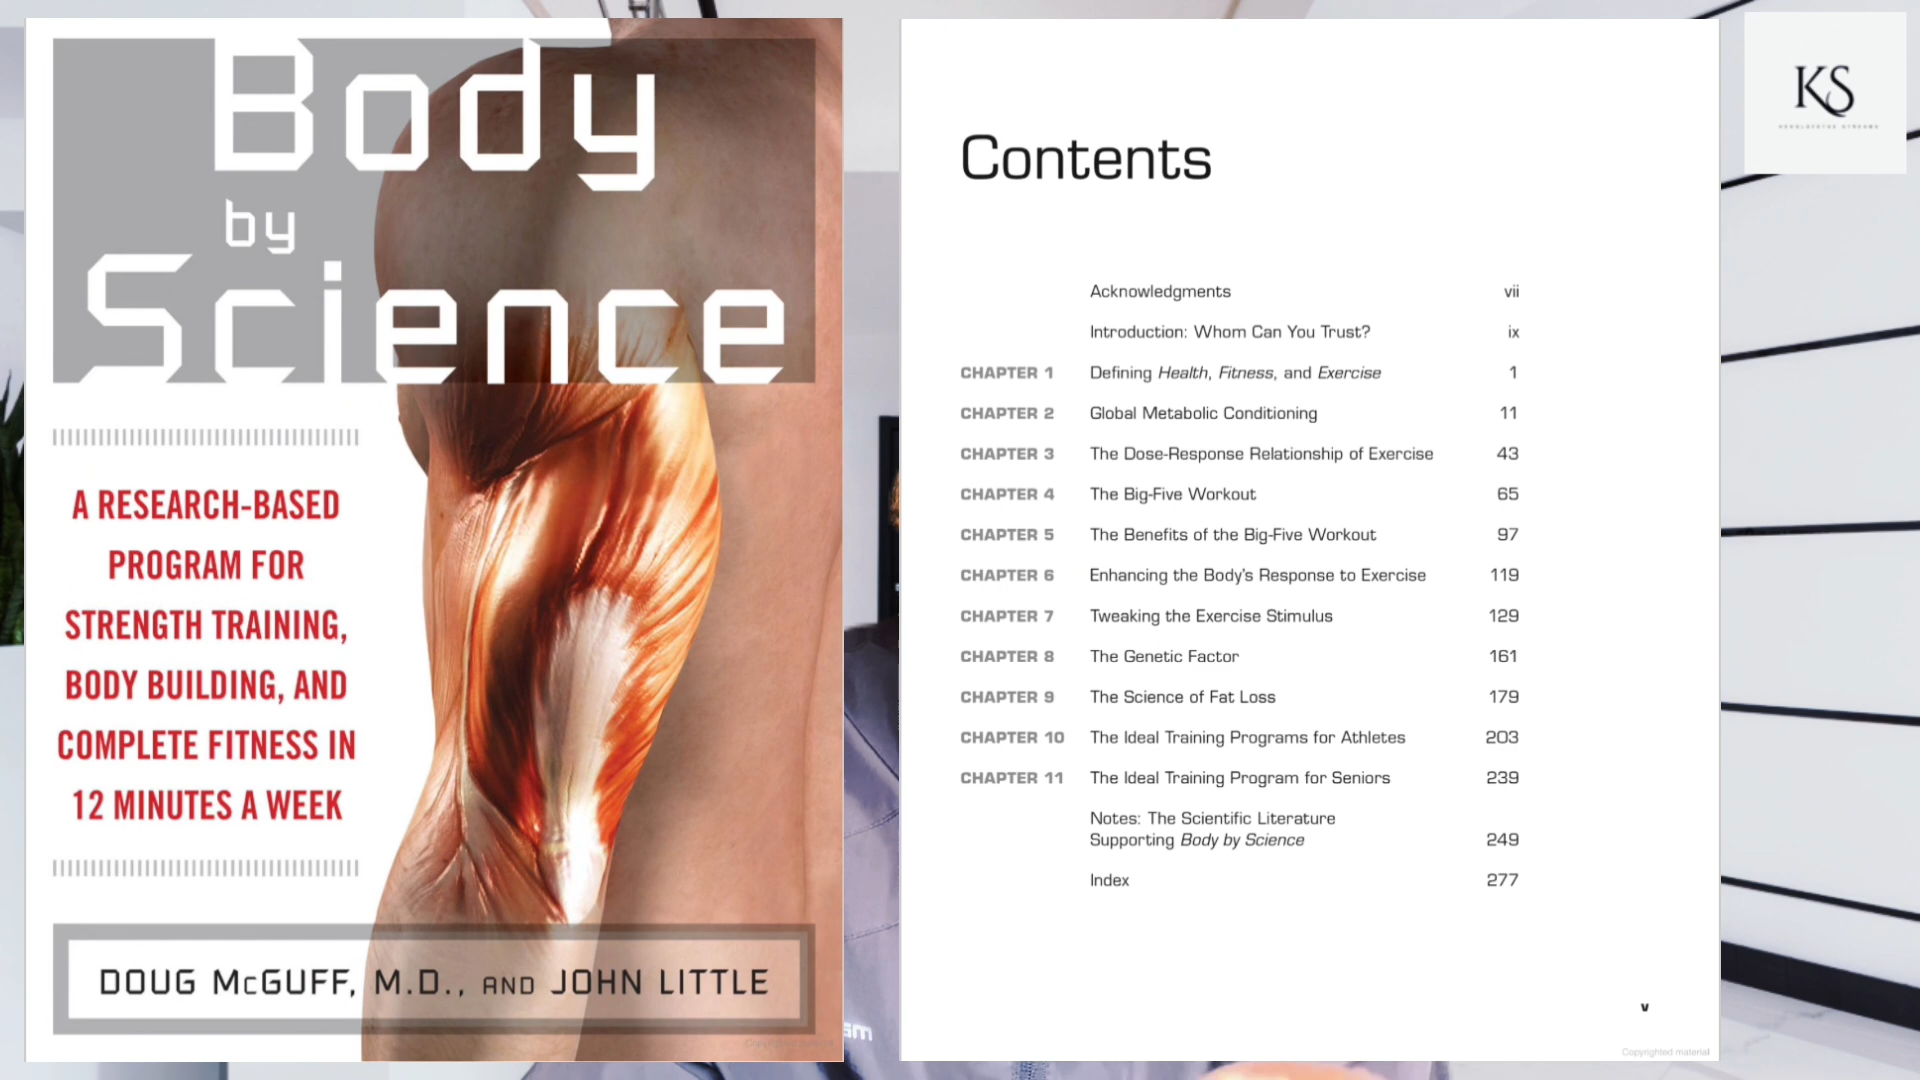 Body
by
Science
A RESEARCH-BASED
PROGRAM FOR
STRENGTH TRAINING,
BODY BUILDING, AND
COMPLETE FITNESS IN
12 MINUTES A WEEK
DOUG McGUFF, M.D., AND JOHN LITTLE
Contents
Acknowledgments vii
Introduction: Whom Can You Trust? ix
CHAPTER 1 Defining Health, Fitness, and Exercise 1
CHAPTER 2 Global Metabolic Conditioning 11
CHAPTER 3 The Dose-Response Relationship of Exercise 43
CHAPTER 4 The Big-Five Workout 65
CHAPTER 5 The Benefits of the Big-Five Workout 97
CHAPTER 6 Enhancing the Body's Response to Exercise 119
CHAPTER 7 Tweaking the Exercise Stimulus 129
CHAPTER 8 The Genetic Factor 161
CHAPTER 9 The Science of Fat Loss 179
CHAPTER 10 The Ideal Training Programs for Athletes 203
CHAPTER 11 The Ideal Training Program for Seniors 239
Notes: The Scientific Literature
Supporting Body by Science 249
Index 277
v
Copyrighted material
KS